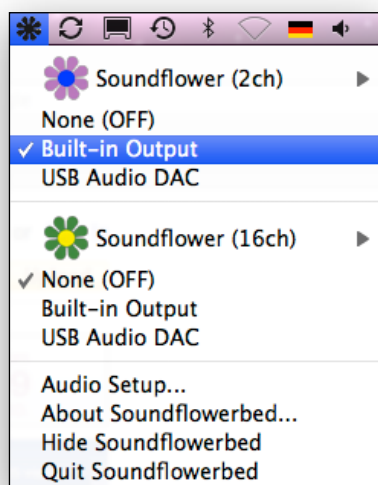 Soundflower (2ch)
None (OFF)
Built-in Output
USB Audio DAC
Soundflower (16ch)
None (OFF)
Built-in Output
USB Audio DAC
Audio Setup...
About Soundflowerbed...
Hide Soundflowerbed
Quit Soundflowerbed